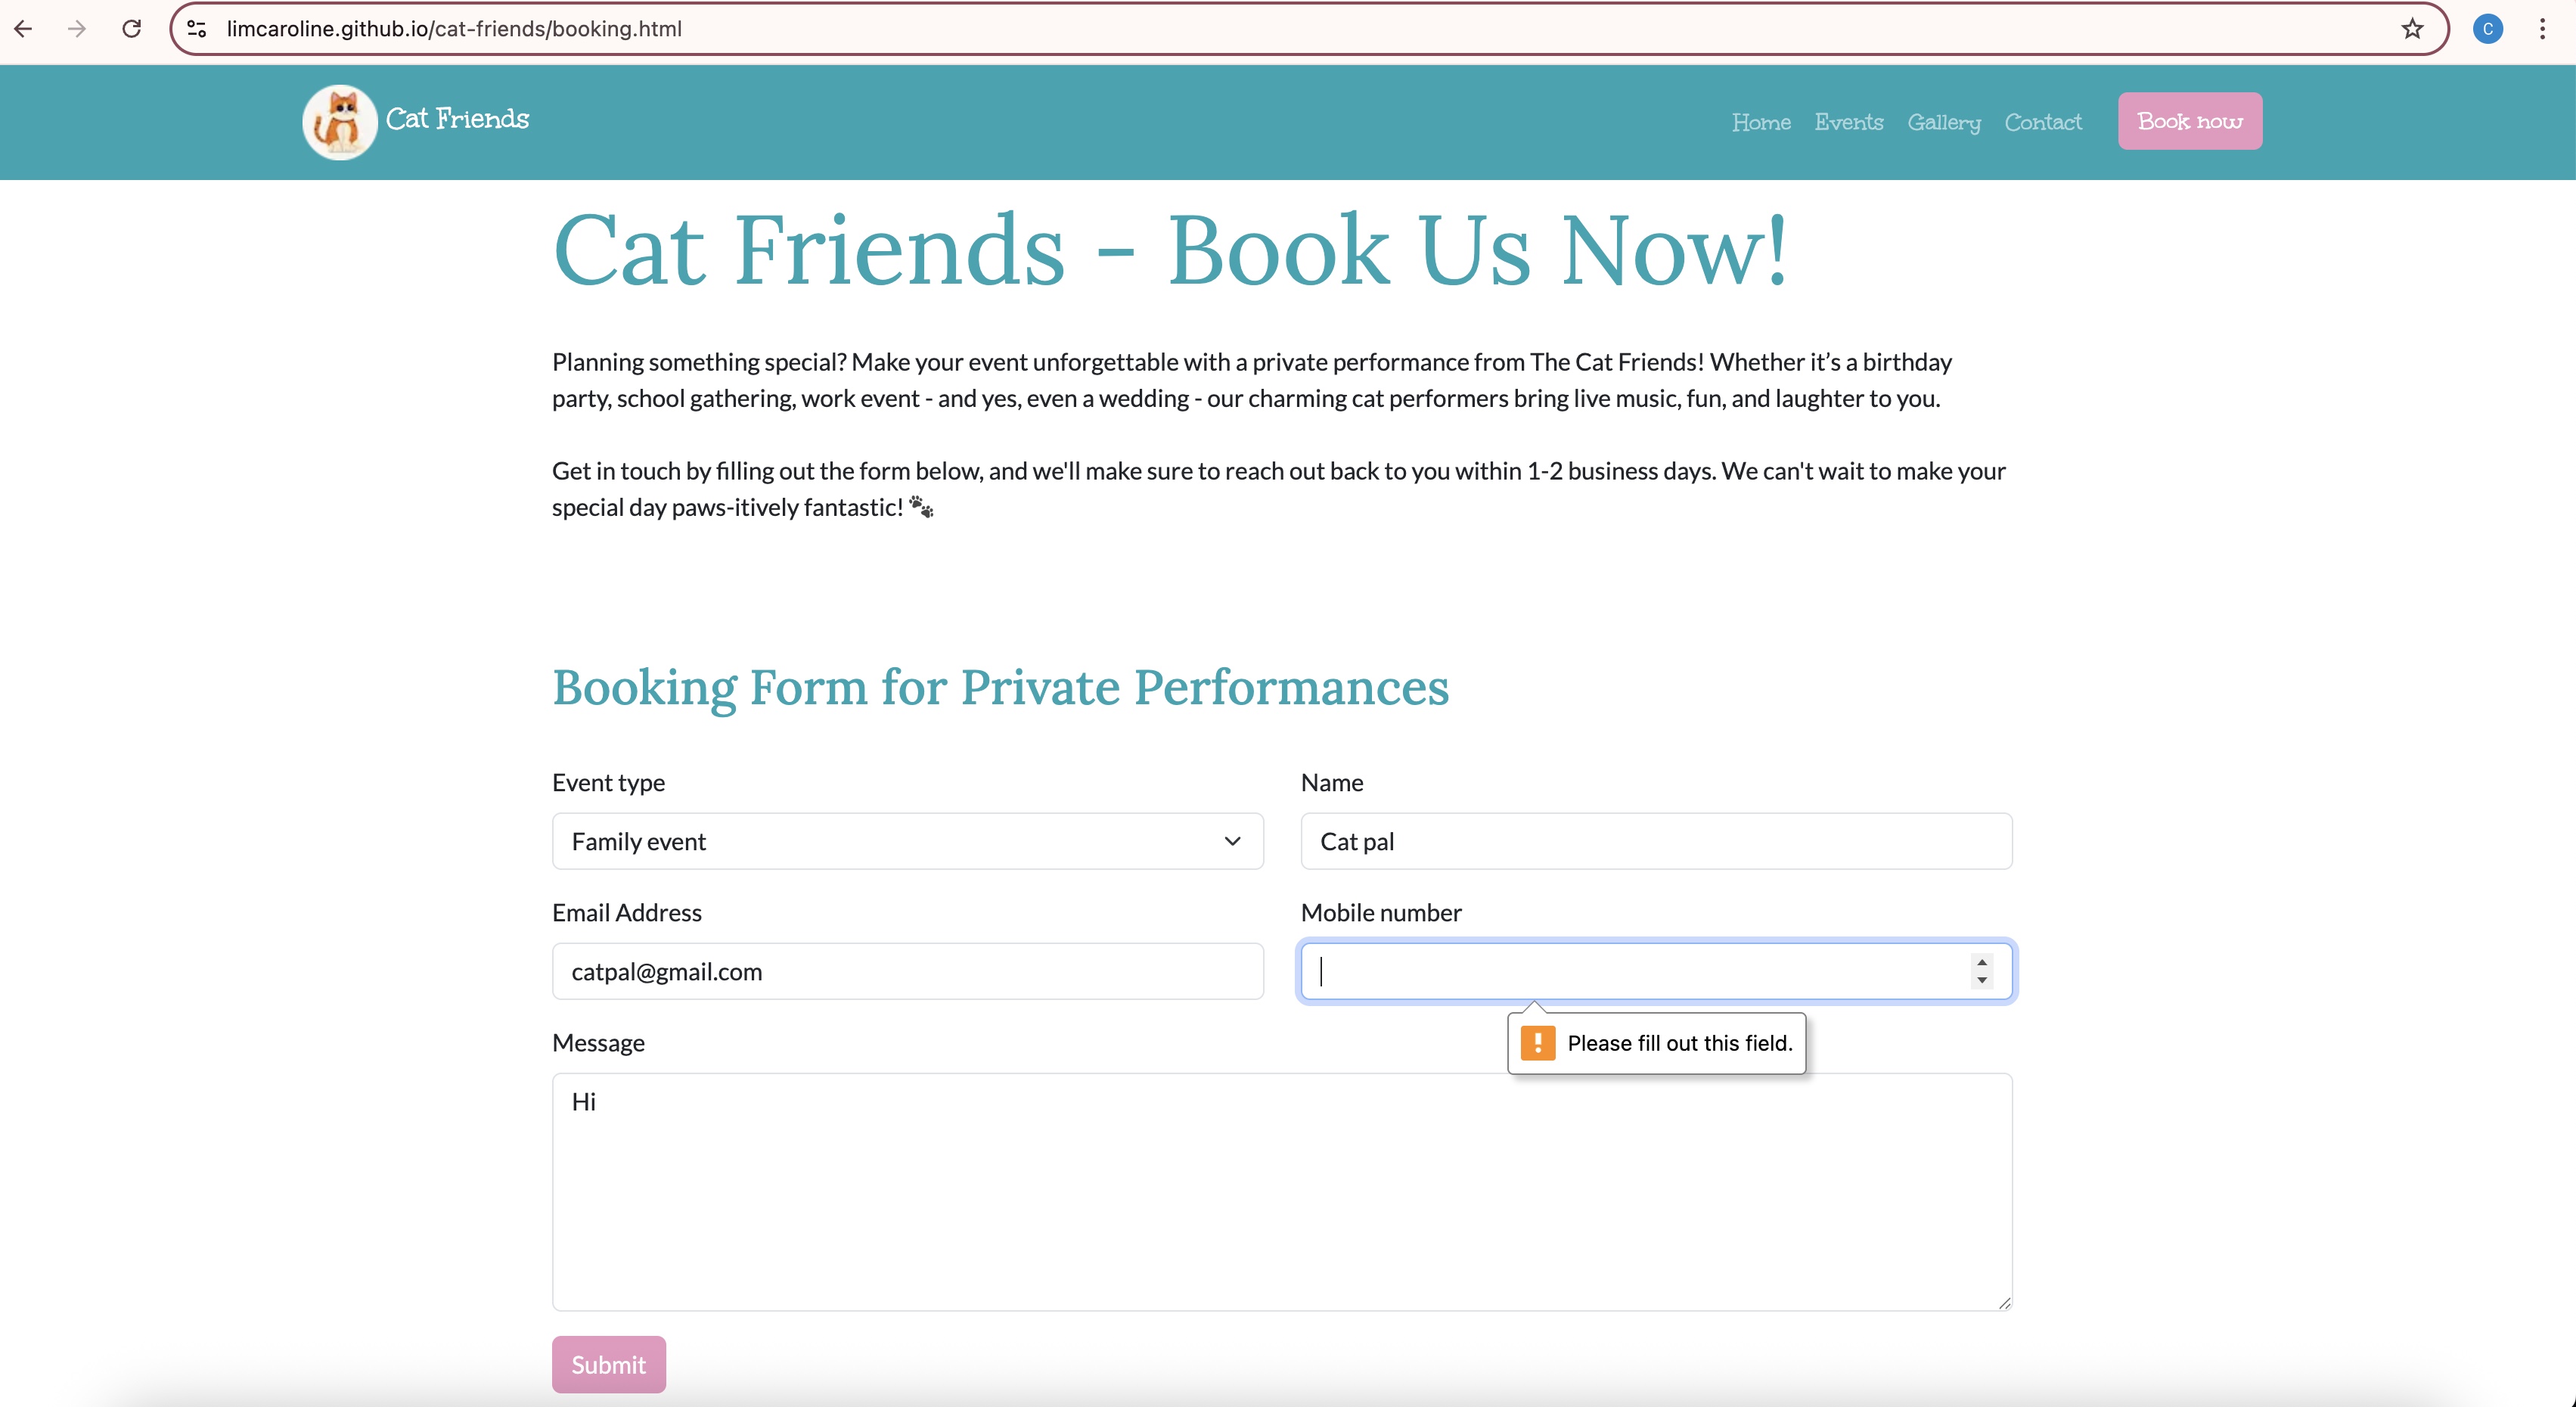 limcaroline.github.io/cat-friends/booking.html
C
Cat Friends
Home Events Gallery Contact Book now
Cat Friends - Book Us Now!
Planning something special? Make your event unforgettable with a private performance from The Cat Friends! Whether it’s a birthday
party, school gathering, work event - and yes, even a wedding - our charming cat performers bring live music, fun, and laughter to you.
Get in touch by filling out the form below, and we'll make sure to reach out back to you within 1-2 business days. We can't wait to make your
special day paws-itively fantastic! 🐾
Booking Form for Private Performances
Event type
Family event
Name
Cat pal
Email Address
catpal@gmail.com
Mobile number
Please fill out this field.
Message
Hi
Submit